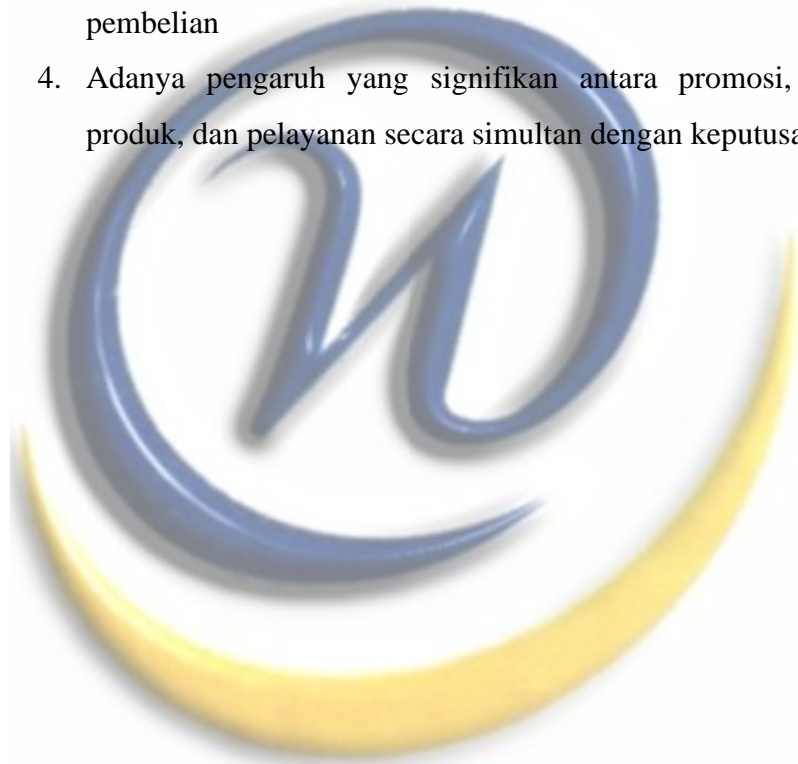 pembelian
4. Adanya pengaruh yang signifikan antara promosi,
produk, dan pelayanan secara simultan dengan keputusa